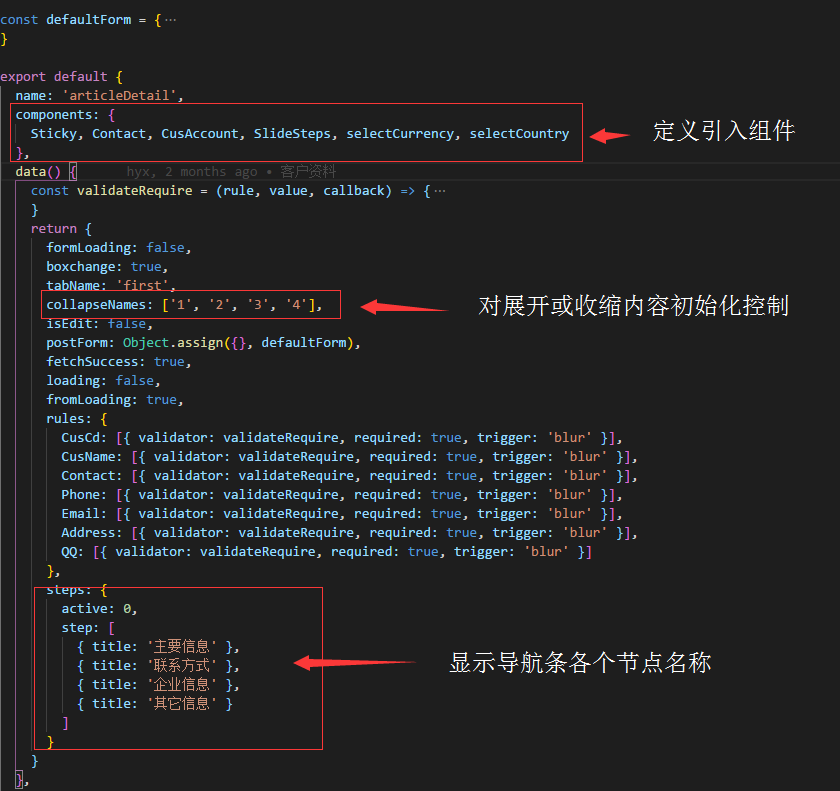 const defaultForm = {⋯
}
export default {
name: 'articleDetail',
components: {
Sticky, Contact, CusAccount, SlideSteps, selectCurrency, selectCountry
定义引入组件
},
data() { hyx, 2 months ago • 客户资料
const validateRequire = (rule, value, callback) => {⋯
}
return {
formLoading: false,
boxchange: true,
tabName: 'first',
collapseNames: ['1', '2', '3', '4'],
对展开或收缩内容初始化控制
isEdit: false,
postForm: Object.assign({}, defaultForm),
fetchSuccess: true,
loading: false,
fromLoading: true,
rules: {
CusCd: [{ validator: validateRequire, required: true, trigger: 'blur' }],
CusName: [{ validator: validateRequire, required: true, trigger: 'blur' }],
Contact: [{ validator: validateRequire, required: true, trigger: 'blur' }],
Phone: [{ validator: validateRequire, required: true, trigger: 'blur' }],
Email: [{ validator: validateRequire, required: true, trigger: 'blur' }],
Address: [{ validator: validateRequire, required: true, trigger: 'blur' }],
QQ: [{ validator: validateRequire, required: true, trigger: 'blur' }]
},
steps: {
active: 0,
step: [
{ title: '主要信息' },
{ title: '联系方式' },
显示导航条各个节点名称
{ title: '企业信息' },
{ title: '其它信息' }
]
}
}
},